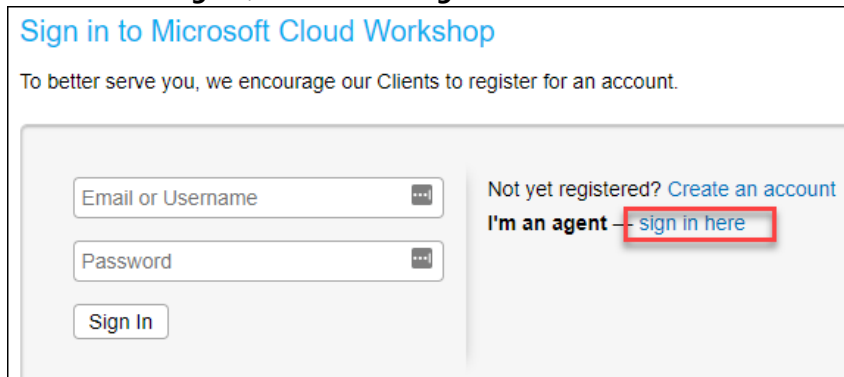 Sign in to Microsoft Cloud Workshop
To better serve you, we encourage our Clients to register for an account.
Email or Username
Password
Sign In
Not yet registered? Create an account
I'm an agent — sign in here